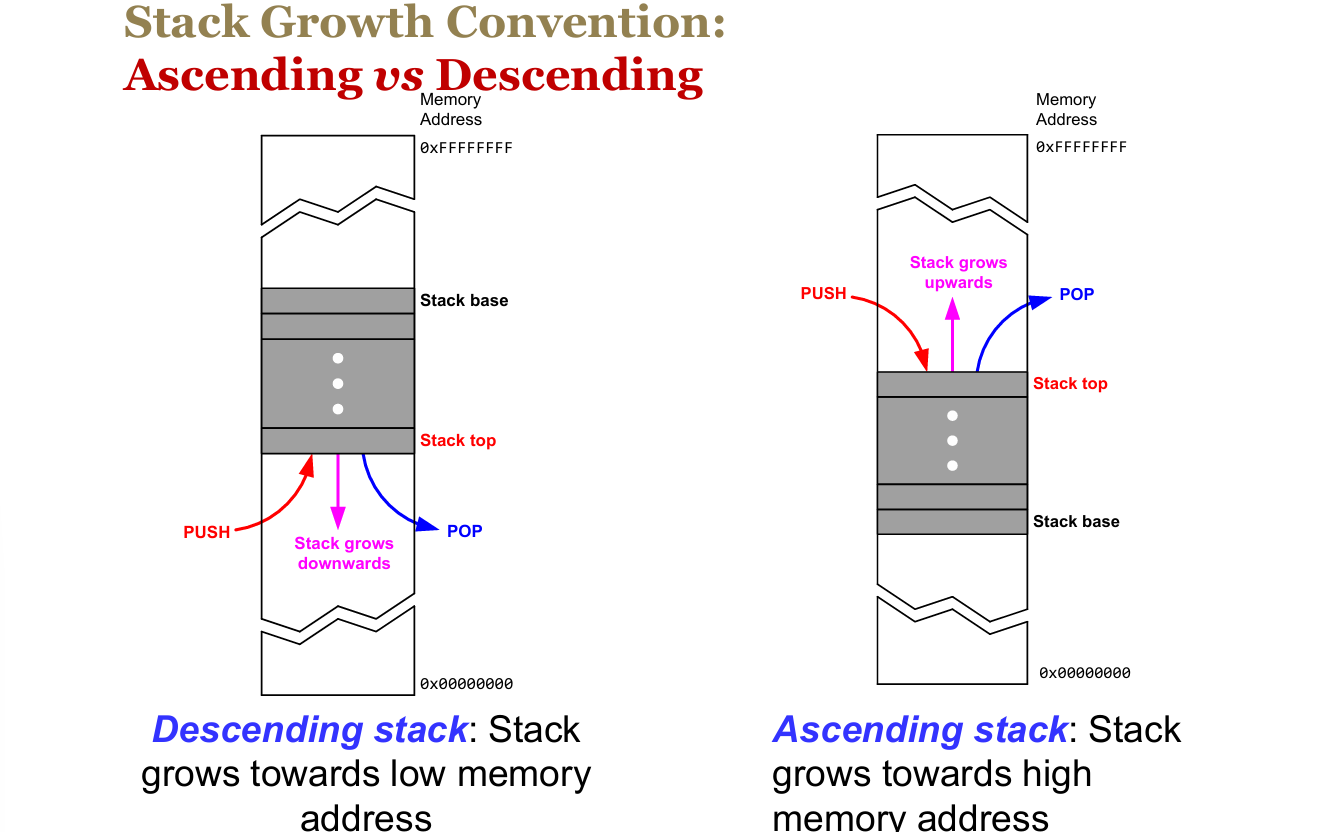 Stack Growth Convention:
Ascending vs Descending
Memory
Address
0xFFFFFFFF
Stack base
Stack top
PUSH
POP
Stack grows
downwards
0x00000000
Descending stack: Stack
grows towards low memory
address
Memory
Address
0xFFFFFFFF
Stack grows
upwards
PUSH
POP
Stack top
Stack base
0x00000000
Ascending stack: Stack
grows towards high
memory address